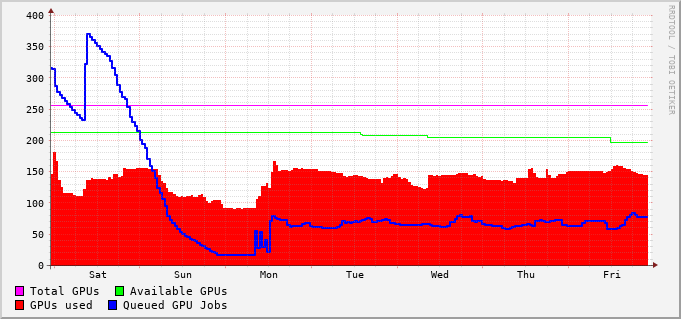 400
350
300
250
200
150
100
50
0
Sat Sun Mon Tue Wed Thu Fri
Total GPUs Available GPUs
GPUs used Queued GPU Jobs
RRDTOOL / TOBI OETIKER